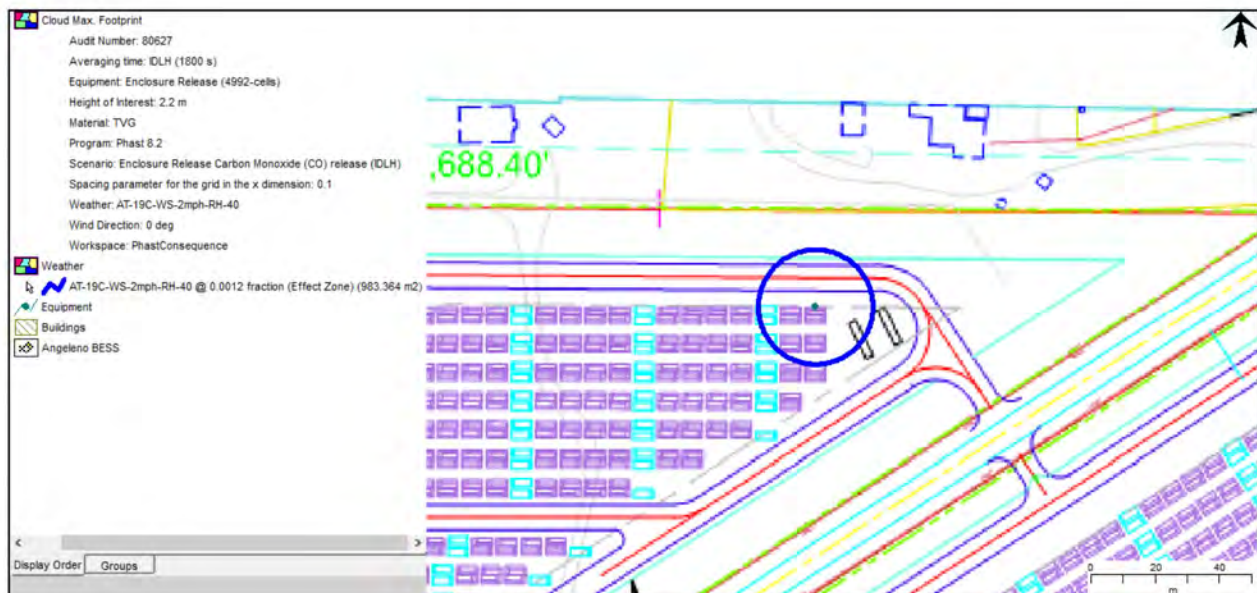 Cloud Max. Footprint
Audit Number: 80627
Averaging time: IDLH (1800 s)
Equipment: Enclosure Release (4992-cells)
Height of Interest: 2.2 m
Material: TVG
Program: Phast 8.2
Scenario: Enclosure Release Carbon Monoxide (CO) release (IDLH)
Spacing parameter for the grid in the x dimension: 0.1
Weather: AT-19C-WS-2mph-RH-40
Wind Direction: 0 deg
Workspace: PhastConsequence
Weather
AT-19C-WS-2mph-RH-40 @ 0.0012 fraction (Effect Zone) (983.364 m2)
Equipment
Buildings
Angeleno BESS
Display Order Groups
,688.40'
0 20 40
m